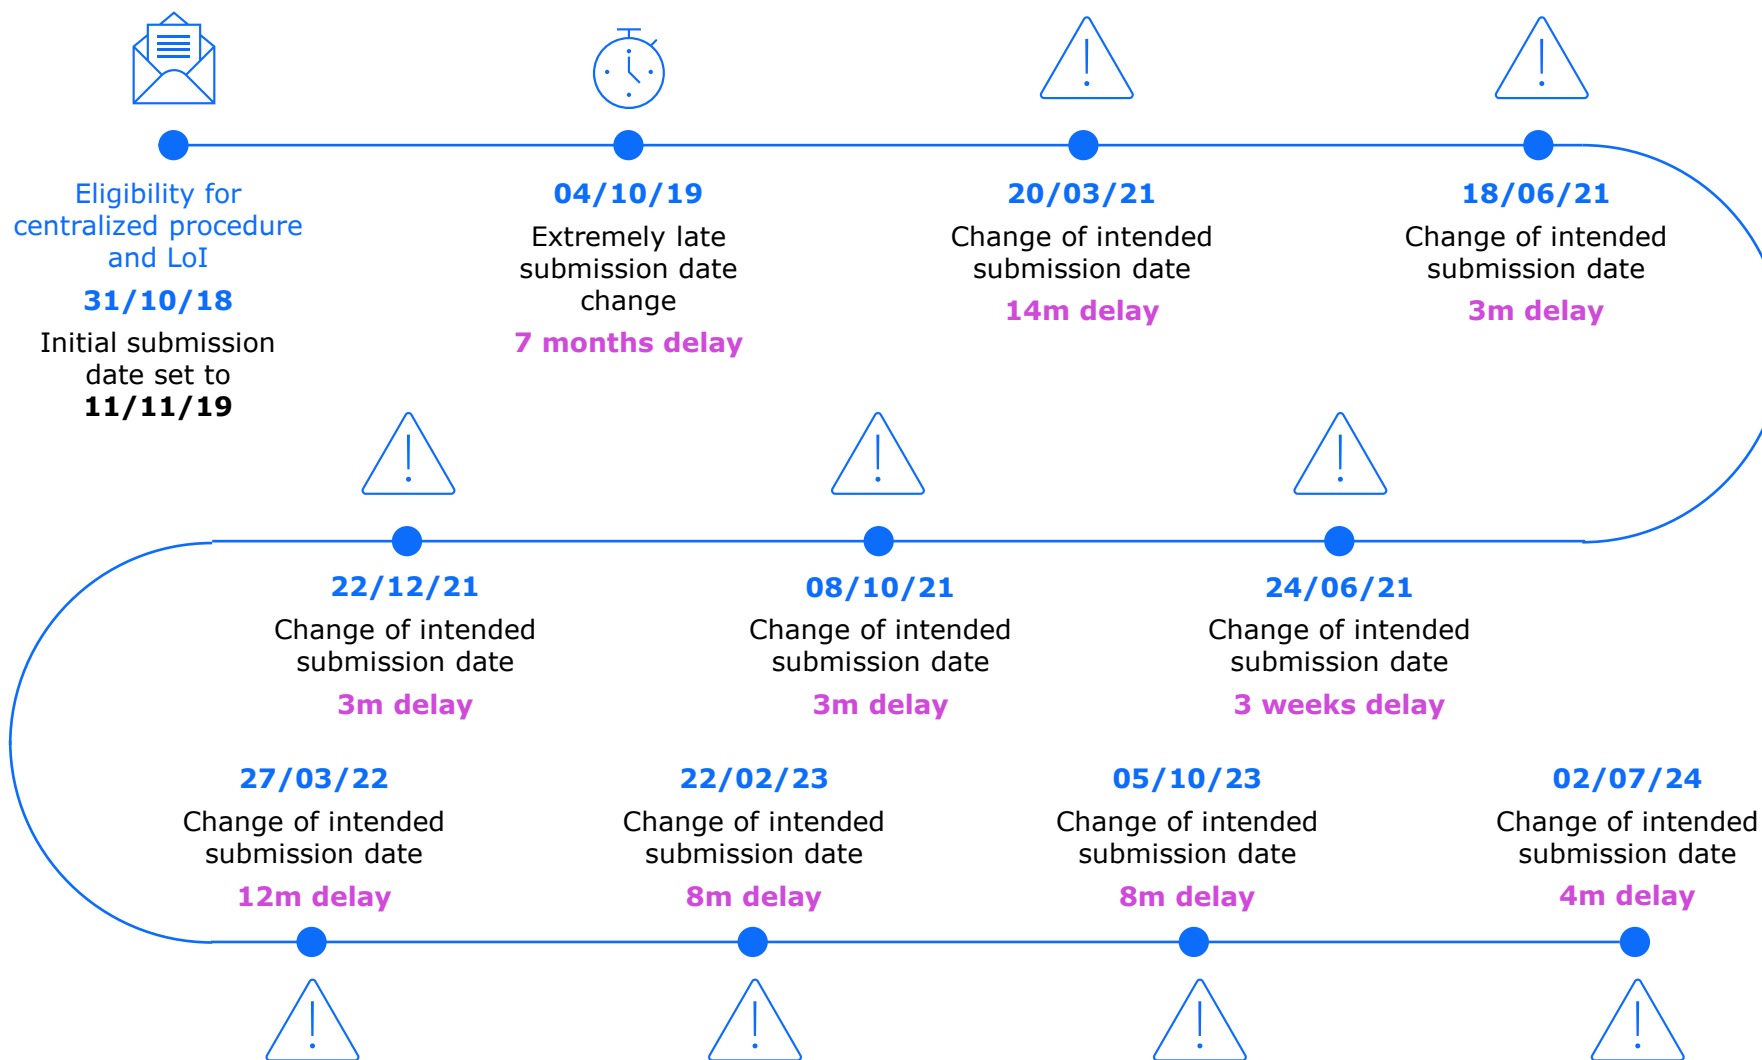 Eligibility for
centralized procedure
and LoI
31/10/18
Initial submission
date set to
11/11/19
04/10/19
Extremely late
submission date
change
7 months delay
20/03/21
Change of intended
submission date
14m delay
18/06/21
Change of intended
submission date
3m delay
24/06/21
Change of intended
submission date
3 weeks delay
08/10/21
Change of intended
submission date
3m delay
22/12/21
Change of intended
submission date
3m delay
27/03/22
Change of intended
submission date
12m delay
22/02/23
Change of intended
submission date
8m delay
05/10/23
Change of intended
submission date
8m delay
02/07/24
Change of intended
submission date
4m delay